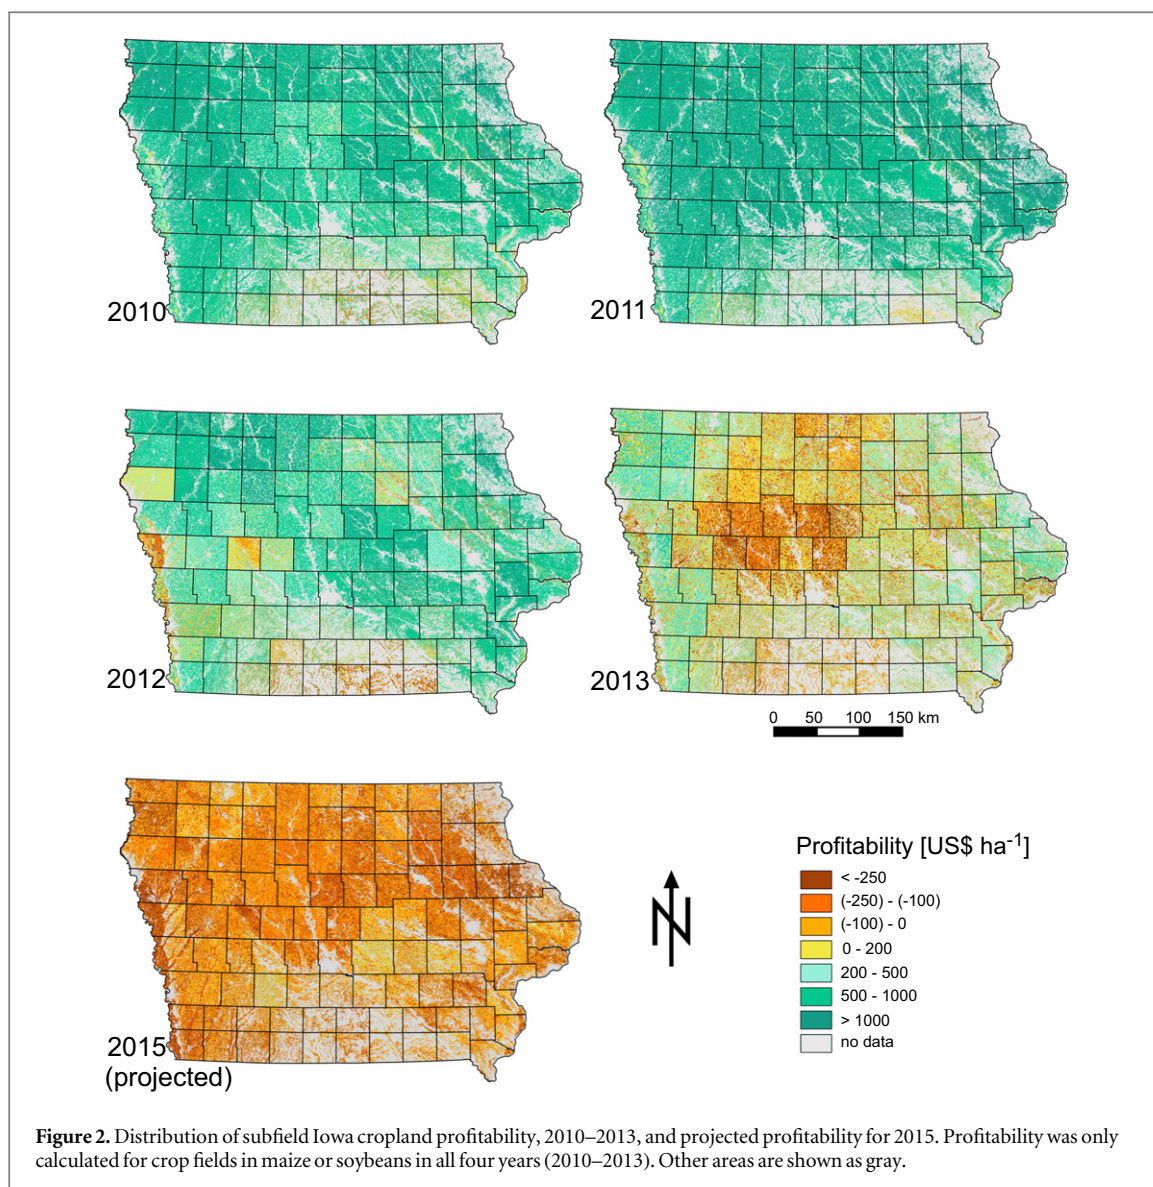 2010
2011
2012
2013
0 50 100 150 km
2015
(projected)
N
Profitability [US$ ha⁻¹]
< -250
(-250) - (-100)
(-100) - 0
0 - 200
200 - 500
500 - 1000
> 1000
no data
Figure 2. Distribution of subfield Iowa cropland profitability, 2010–2013, and projected profitability for 2015. Profitability was only
calculated for crop fields in maize or soybeans in all four years (2010–2013). Other areas are shown as gray.